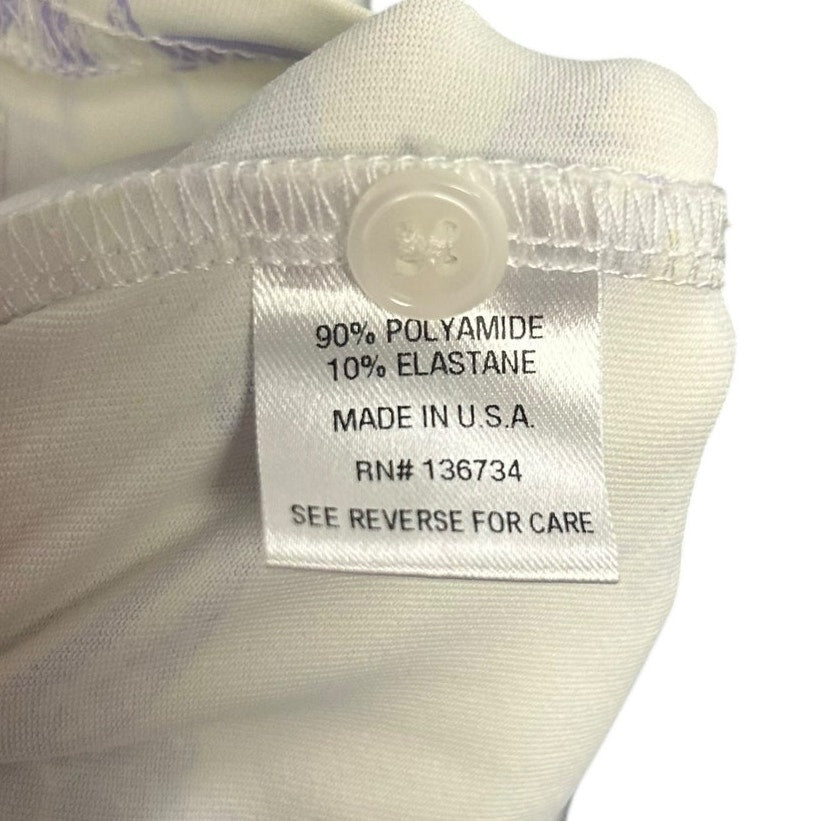 90% POLYAMIDE
10% ELASTANE
MADE IN U.S.A.
RN# 136734
SEE REVERSE FOR CARE